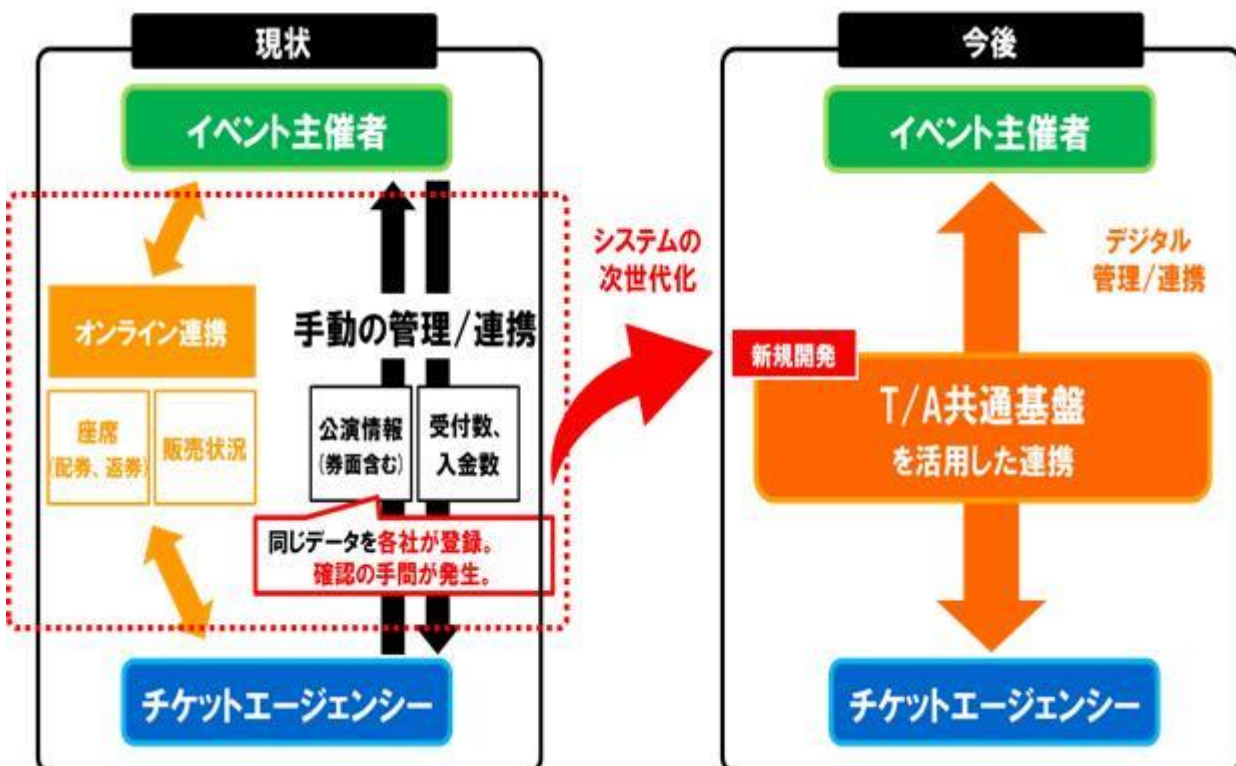 現状
イベント主催者
オンライン連携
座席
(配券、返券)
販売状況
手動の管理/連携
公演情報
(券面含む)
受付数、
入金数
同じデータを各社が登録。
確認の手間が発生。
チケットエージェンシー
システムの
次世代化
今後
イベント主催者
デジタル
管理/連携
新規開発
T/A共通基盤
を活用した連携
チケットエージェンシー